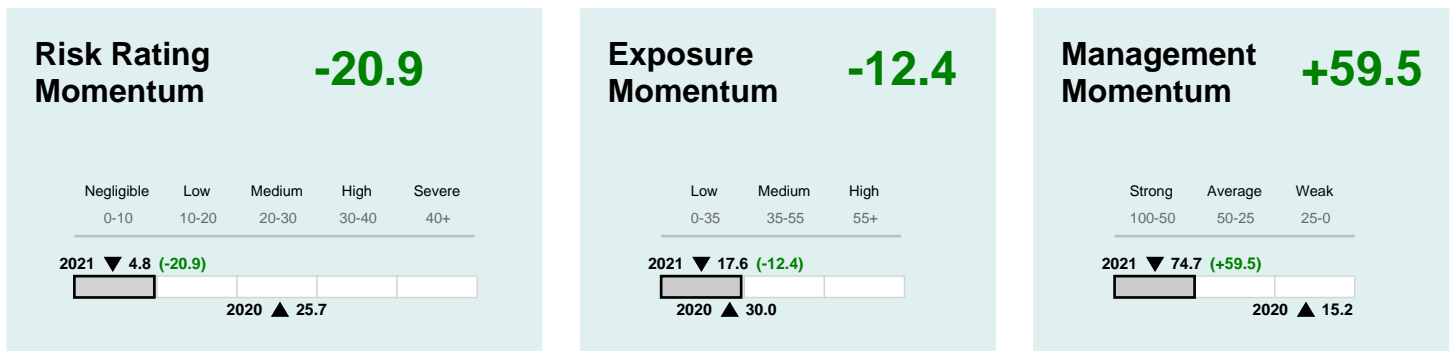 Risk Rating
Momentum
-20.9
Negligible Low Medium High Severe
0-10 10-20 20-30 30-40 40+
2021 ▼ 4.8 (-20.9)
2020 ▲ 25.7
Exposure
Momentum
-12.4
Low Medium High
0-35 35-55 55+
2021 ▼ 17.6 (-12.4)
2020 ▲ 30.0
Management
Momentum
+59.5
Strong Average Weak
100-50 50-25 25-0
2021 ▼ 74.7 (+59.5)
2020 ▲ 15.2